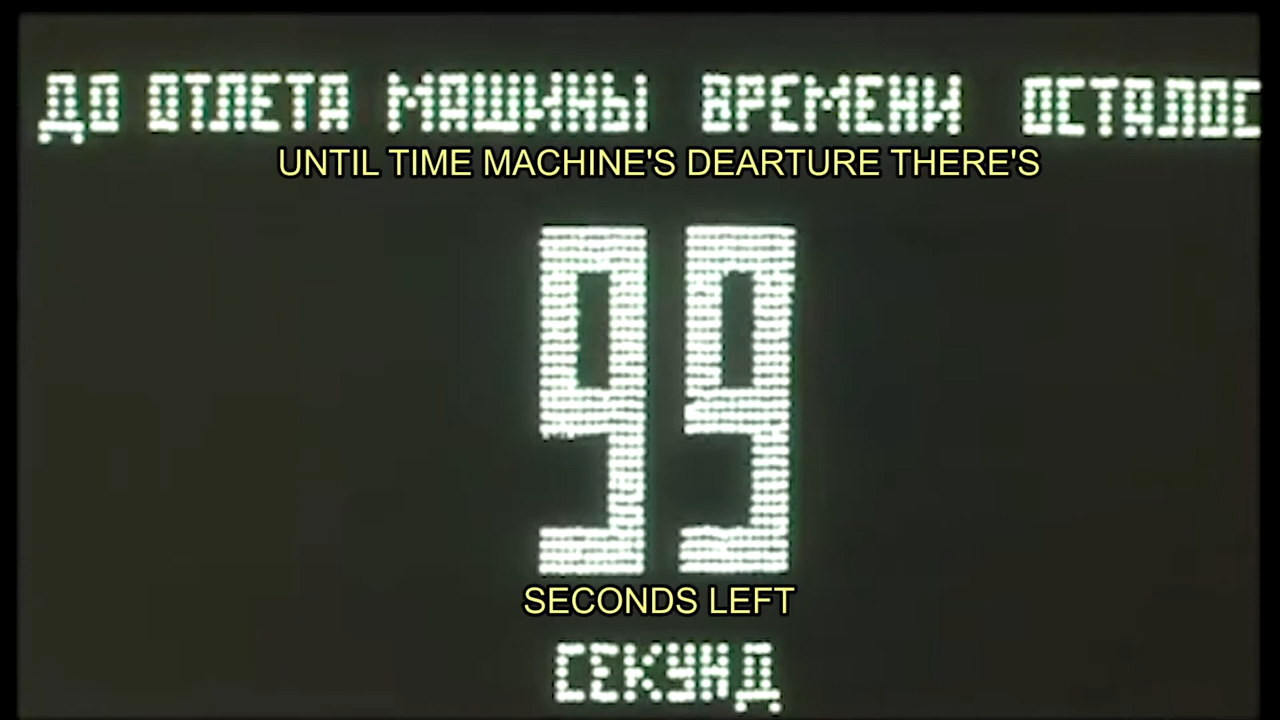 ДО ОТЛЕТА МАШИНЫ ВРЕМЕНИ ОСТАЛОС
UNTIL TIME MACHINE'S DEARTURE THERE'S
99
SECONDS LEFT
СЕКУНД